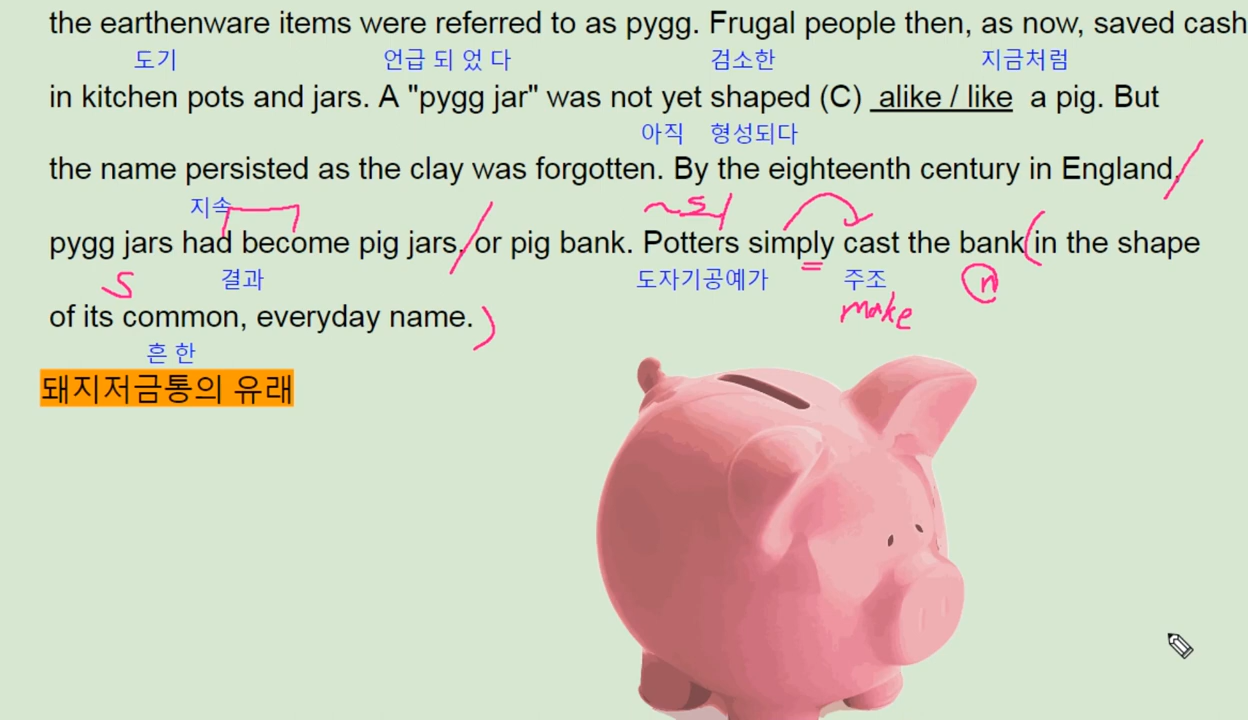 the earthenware items were referred to as pygg. Frugal people then, as now, saved cash
도기 언급 되 었 다 검소한 지금처럼
in kitchen pots and jars. A "pygg jar" was not yet shaped (C) alike / like a pig. But
아직 형성되다
the name persisted as the clay was forgotten. By the eighteenth century in England,
지속
pygg jars had become pig jars, or pig bank. Potters simply cast the bank in the shape
S 결과 도자기공예가 주조 n
make
of its common, everyday name.
흔 한
돼지저금통의 유래